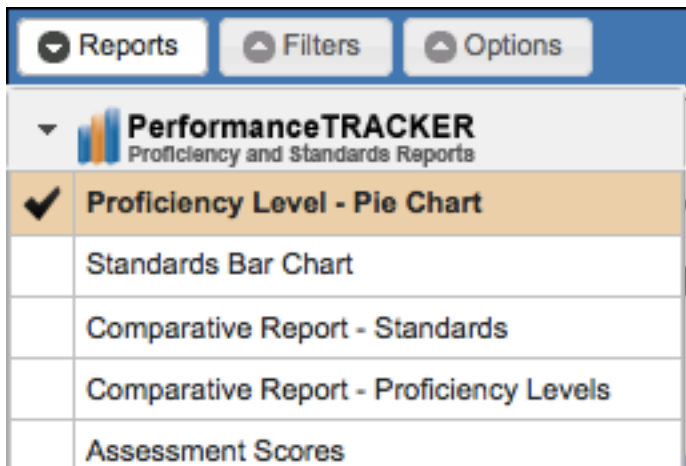 Reports Filters Options
PerformanceTRACKER
Proficiency and Standards Reports
Proficiency Level - Pie Chart
Standards Bar Chart
Comparative Report - Standards
Comparative Report - Proficiency Levels
Assessment Scores